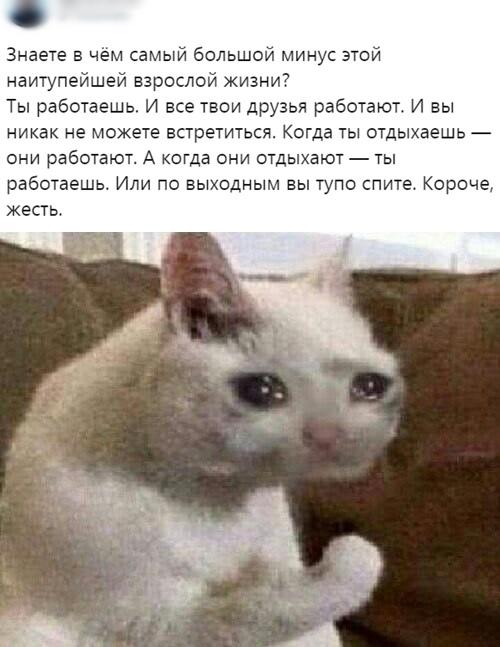 Знаете в чём самый большой минус этой
наитупейшей взрослой жизни?
Ты работаешь. И все твои друзья работают. И вы
никак не можете встретиться. Когда ты отдыхаешь —
они работают. А когда они отдыхают — ты
работаешь. Или по выходным вы тупо спите. Короче,
жесть.